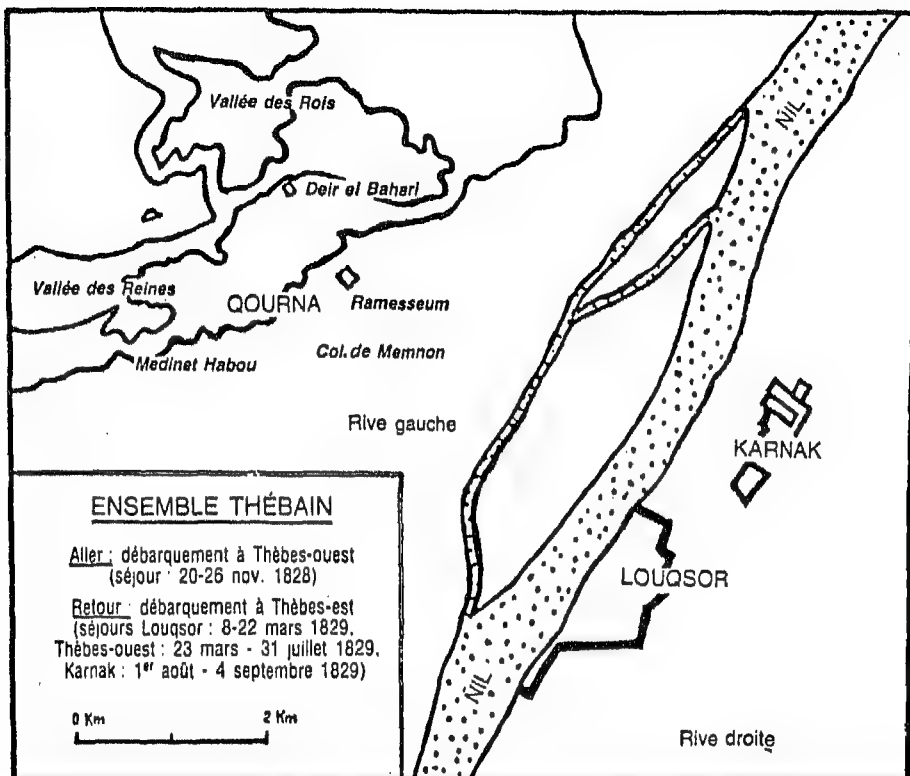 Vallée des Rois
NIL
Deir el Bahari
Vallée des Reines
QOURNA
Ramesseum
Medinet Habou
Col. de Memnon
Rive gauche
KARNAK
ENSEMBLE THÉBAIN
Aller : débarquement à Thèbes-ouest
(séjour : 20-26 nov. 1828)
Retour : débarquement à Thèbes-est
(séjours Louqsor : 8-22 mars 1829,
Thèbes-ouest : 23 mars - 31 juillet 1829,
Karnak : 1er août - 4 septembre 1829)
0 Km 2 Km
LOUQSOR
NIL
Rive droite